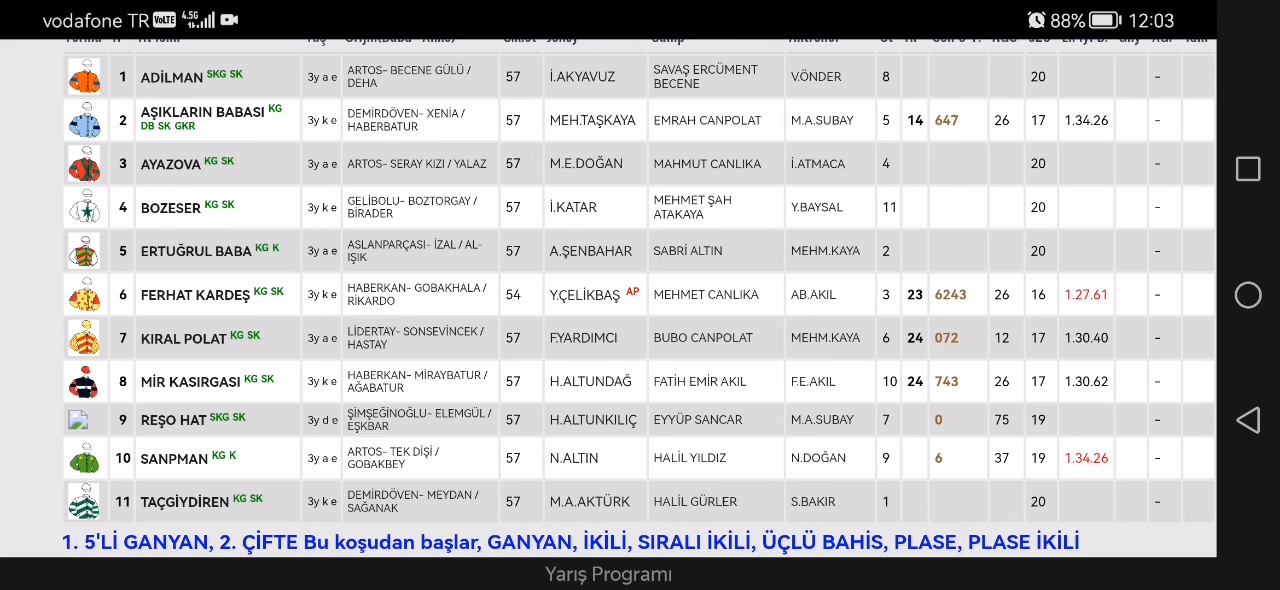 vodafone TR VoLTE 4.5G 88% 12:03
1 ADİLMAN SKG SK 3y a e ARTOS- BECENE GÜLÜ / DEHA 57 İ.AKYAVUZ SAVAŞ ERCÜMENT BECENE V.ÖNDER 8 20 -
2 AŞIKLARIN BABASI KG DB SK GKR 3y k e DEMİRDÖVEN- XENİA / HABERBATUR 57 MEH.TAŞKAYA EMRAH CANPOLAT M.A.SUBAY 5 14 647 26 17 1.34.26 -
3 AYAZOVA KG SK 3y a e ARTOS- SERAY KIZI / YALAZ 57 M.E.DOĞAN MAHMUT CANLIKA İ.ATMACA 4 20 -
4 BOZESER KG SK 3y k e GELİBOLU- BOZTORGAY / BİRADER 57 İ.KATAR MEHMET ŞAH ATAKAYA Y.BAYSAL 11 20 -
5 ERTUĞRUL BABA KG K 3y a e ASLANPARÇASI- İZAL / AL-IŞIK 57 A.ŞENBAHAR SABRİ ALTIN MEHM.KAYA 2 20 -
6 FERHAT KARDEŞ KG SK 3y k e HABERKAN- GOBAKHALA / RİKARDO 54 Y.ÇELİKBAŞ AP MEHMET CANLIKA AB.AKIL 3 23 6243 26 16 1.27.61 -
7 KIRAL POLAT KG SK 3y a e LİDERTAY- SONSEVİNCEK / HASTAY 57 F.YARDIMCI BUBO CANPOLAT MEHM.KAYA 6 24 072 12 17 1.30.40 -
8 MİR KASIRGASI KG SK 3y k e HABERKAN- MİRAYBATUR / AĞABATUR 57 H.ALTUNDAĞ FATİH EMİR AKIL F.E.AKIL 10 24 743 26 17 1.30.62 -
9 REŞO HAT SKG SK 3y d e ŞİMŞEĞİNOĞLU- ELEMGÜL / EŞKBAR 57 H.ALTUNKILIÇ EYYÜP SANCAR M.A.SUBAY 7 0 75 19 -
10 SANPMAN KG K 3y a e ARTOS- TEK DİŞİ / GOBAKBEY 57 N.ALTIN HALİL YILDIZ N.DOĞAN 9 6 37 19 1.34.26 -
11 TAÇGİYDİREN KG SK 3y k e DEMİRDÖVEN- MEYDAN / SAĞANAK 57 M.A.AKTÜRK HALİL GÜRLER S.BAKIR 1 20 -
1. 5'Lİ GANYAN, 2. ÇİFTE Bu koşudan başlar, GANYAN, İKİLİ, SIRALI İKİLİ, ÜÇLÜ BAHİS, PLASE, PLASE İKİLİ
Yarış Programı